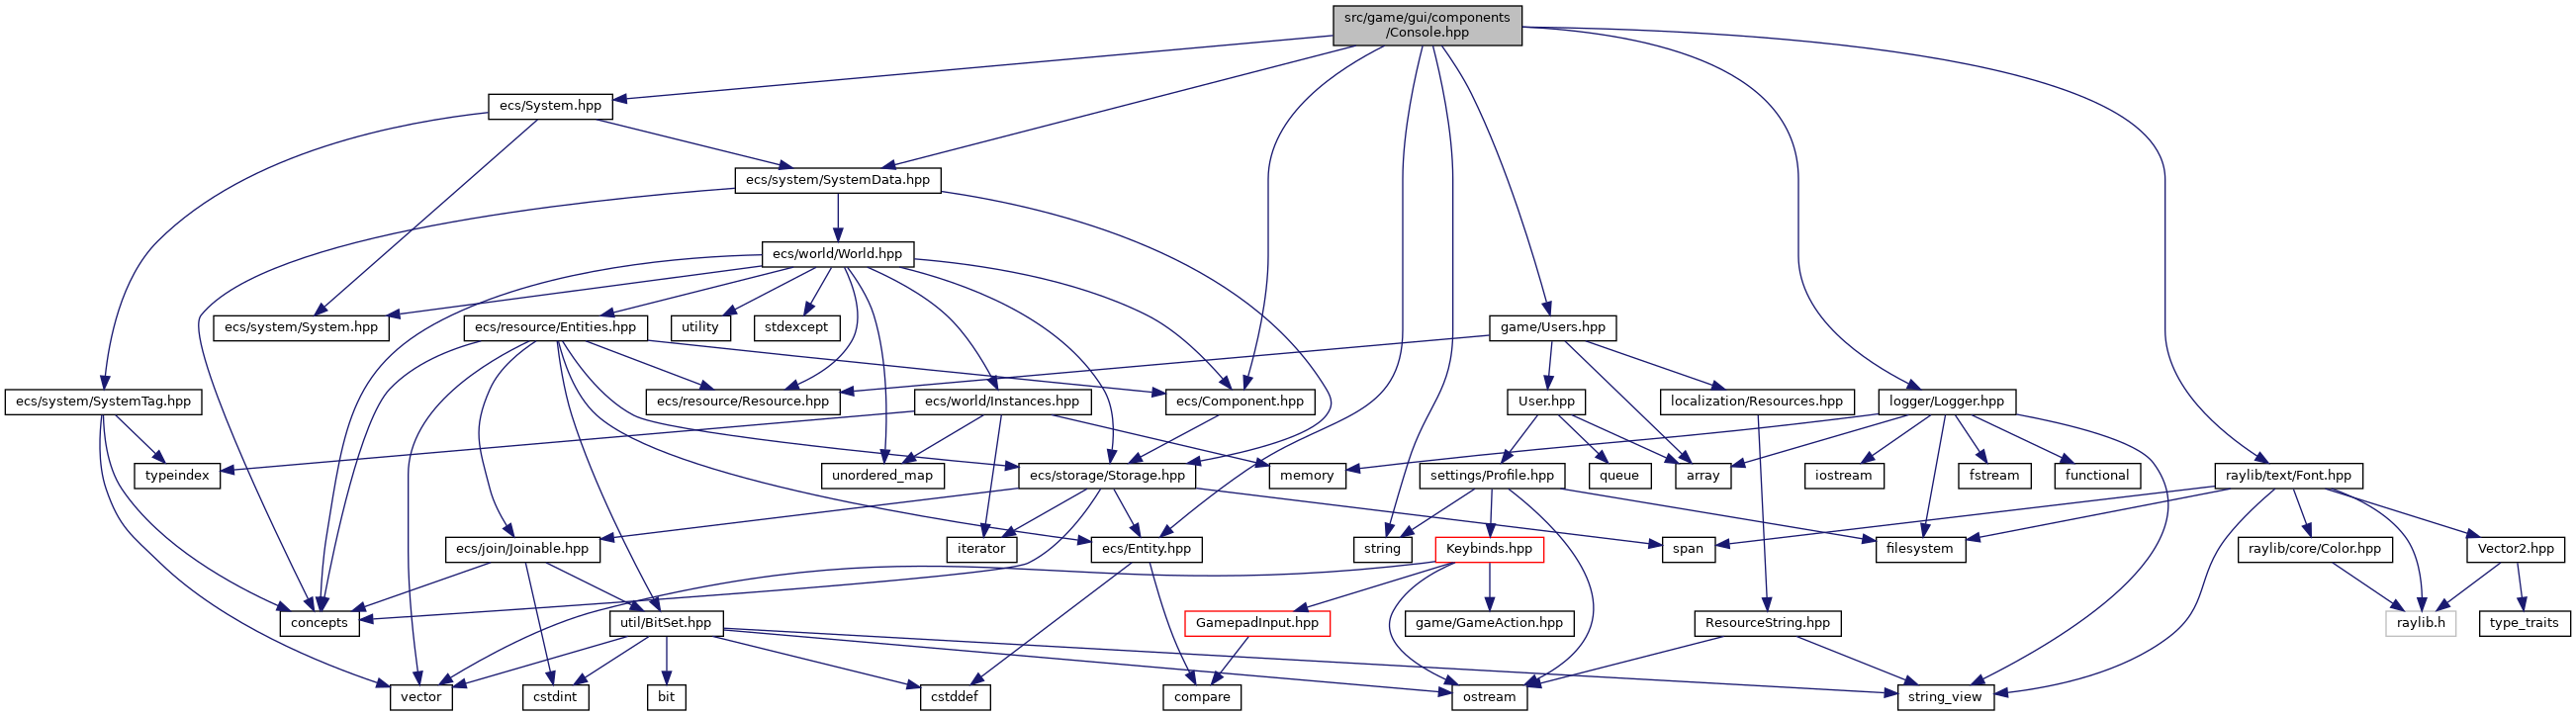 src/game/gui/components
/Console.hpp
ecs/System.hpp
ecs/system/SystemData.hpp
ecs/world/World.hpp
ecs/system/System.hpp
ecs/resource/Entities.hpp
utility
stdexcept
game/Users.hpp
ecs/system/SystemTag.hpp
ecs/resource/Resource.hpp
ecs/world/Instances.hpp
ecs/Component.hpp
User.hpp
localization/Resources.hpp
logger/Logger.hpp
typeindex
unordered_map
ecs/storage/Storage.hpp
memory
settings/Profile.hpp
queue
array
iostream
fstream
functional
raylib/text/Font.hpp
ecs/join/Joinable.hpp
iterator
ecs/Entity.hpp
string
Keybinds.hpp
span
filesystem
raylib/core/Color.hpp
Vector2.hpp
concepts
util/BitSet.hpp
GamepadInput.hpp
game/GameAction.hpp
ResourceString.hpp
raylib.h
type_traits
vector
cstdint
bit
cstddef
compare
ostream
string_view